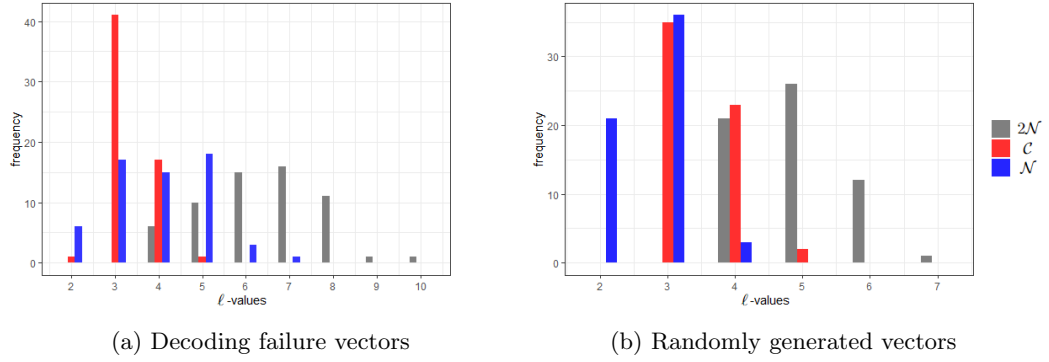 40
30
20
10
0
frequency
2 3 4 5 6 7 8 9 10
ℓ -values
(a) Decoding failure vectors
30
20
10
0
frequency
2 3 4 5 6 7
ℓ -values
(b) Randomly generated vectors
2𝒩
𝒞
𝒩